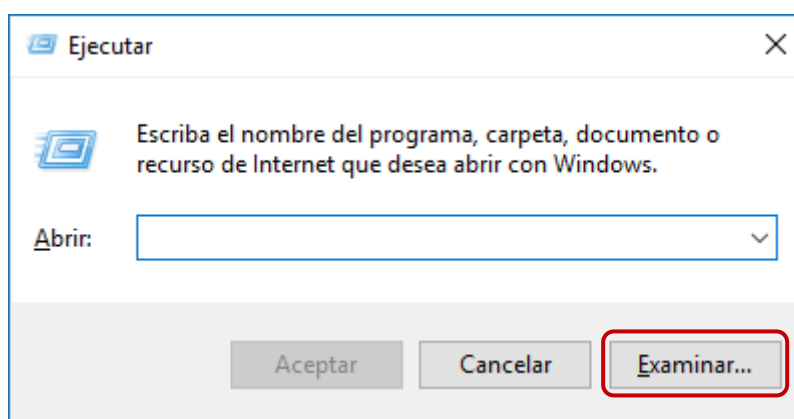 Ejecutar
Escriba el nombre del programa, carpeta, documento o
recurso de Internet que desea abrir con Windows.
Abrir:
Aceptar
Cancelar
Examinar...